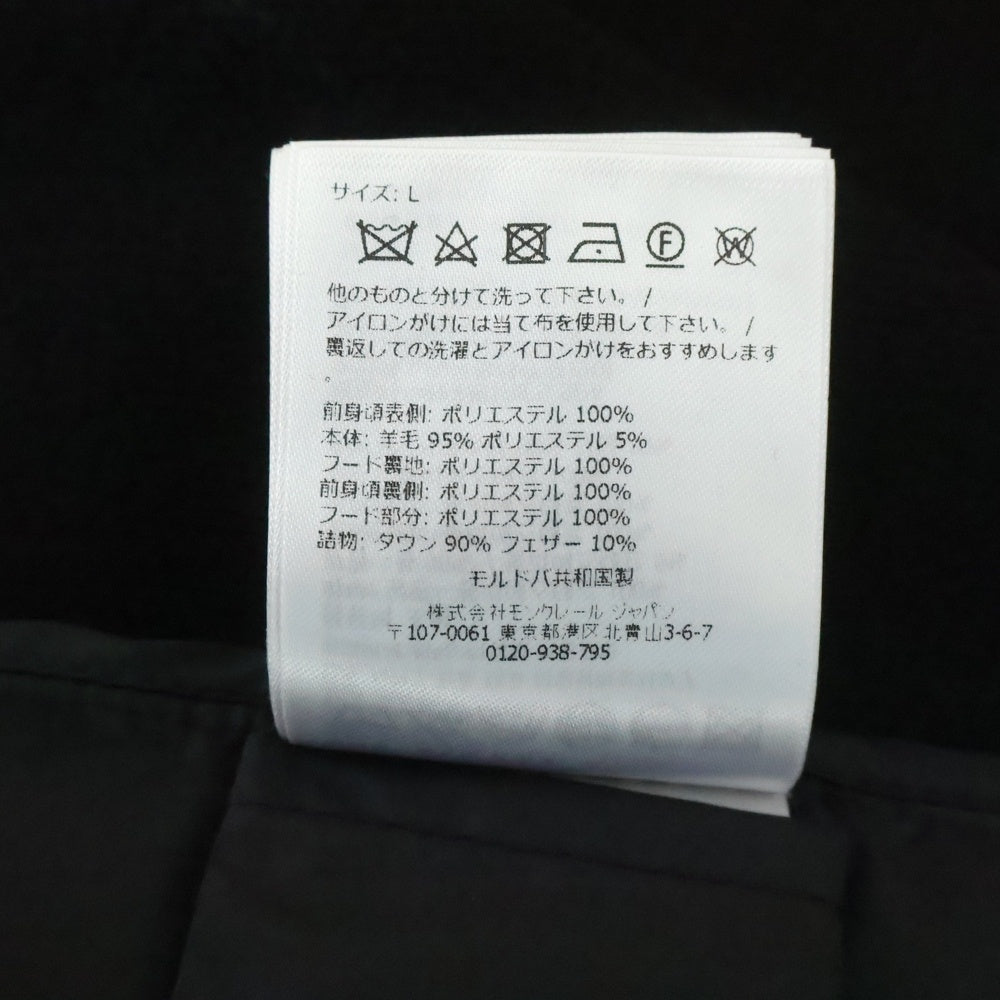 サイズ: L
他のものと分けて洗って下さい。 /
アイロンがけには当て布を使用して下さい。 /
裏返しての洗濯とアイロンがけをおすすめします
。
前身頃表側: ポリエステル 100%
本体: 羊毛 95% ポリエステル 5%
フード裏地: ポリエステル 100%
前身頃裏側: ポリエステル 100%
フード部分: ポリエステル 100%
詰物: ダウン 90% フェザー 10%
モルドバ共和国製
株式会社モンクレール ジャパン
〒107-0061 東京都港区北青山3-6-7
0120-938-795